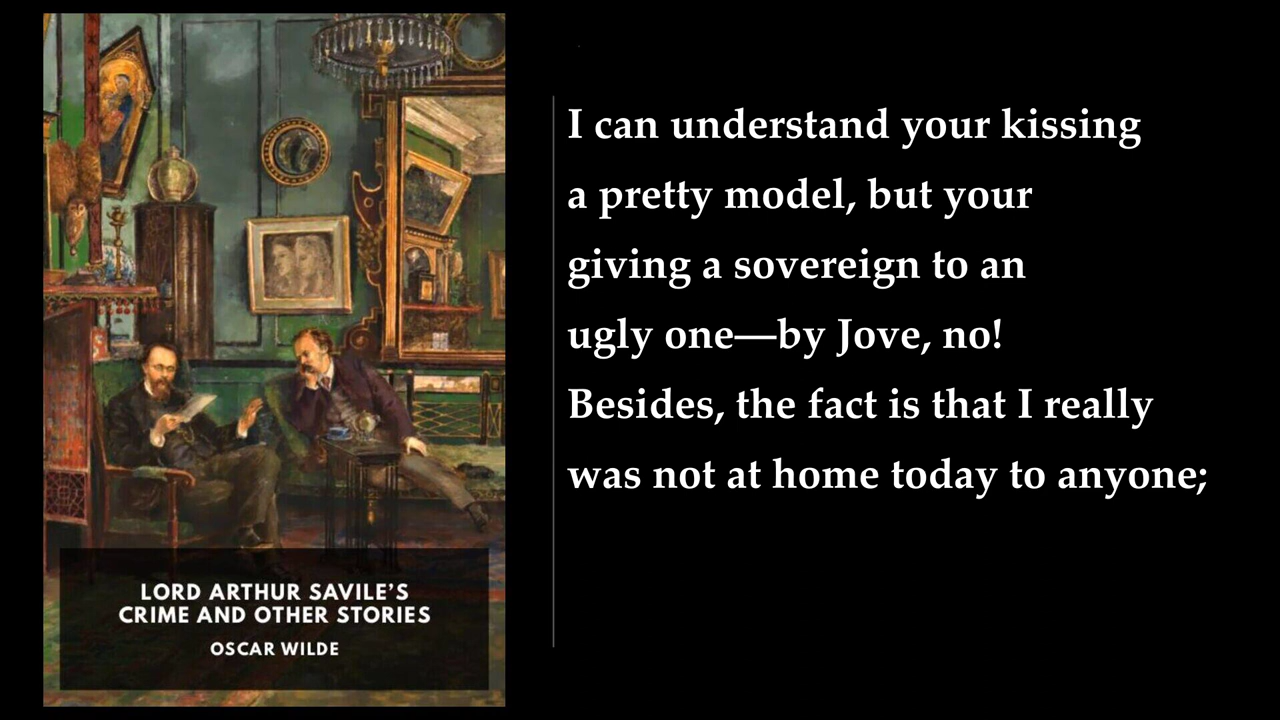 LORD ARTHUR SAVILE’S
CRIME AND OTHER STORIES
OSCAR WILDE
I can understand your kissing
a pretty model, but your
giving a sovereign to an
ugly one—by Jove, no!
Besides, the fact is that I really
was not at home today to anyone;